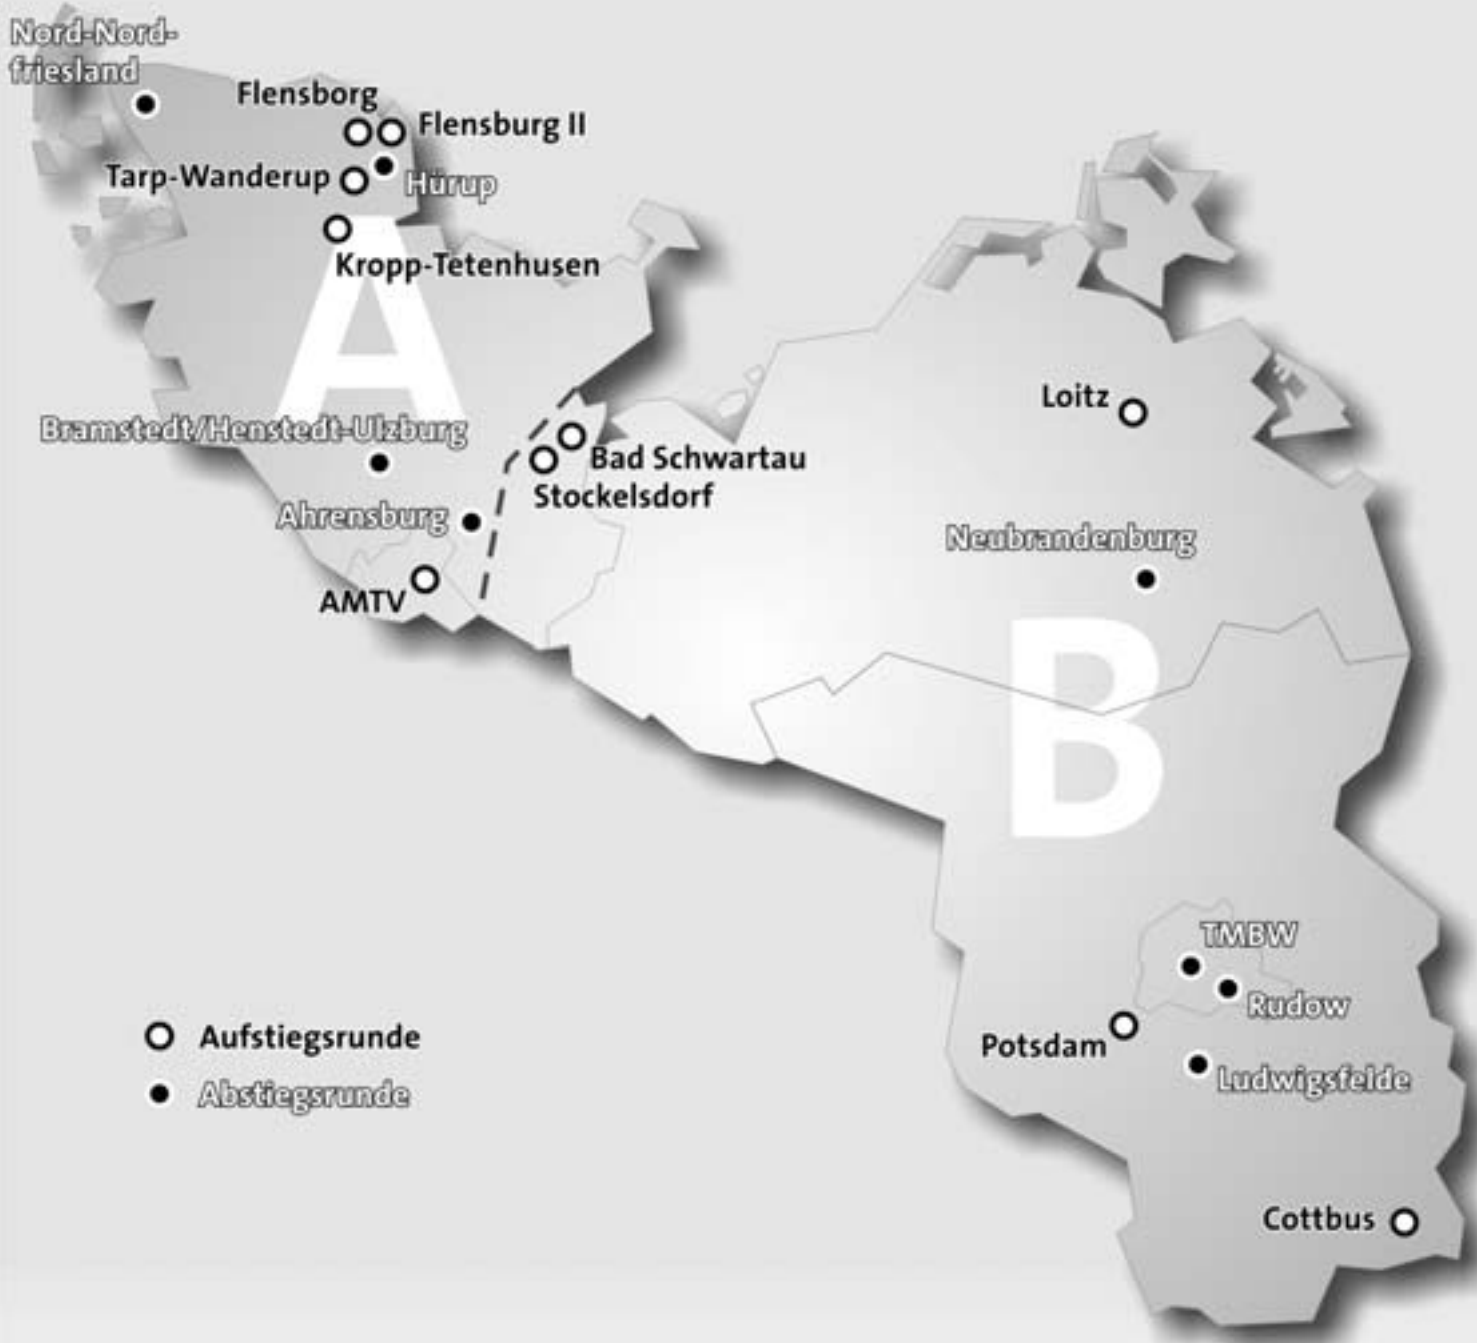 Nord-Nord-
friesland
Flensborg
Flensburg II
Tarp-Wanderup
Hürup
Kropp-Tetenhusen
A
Bramstedt/Henstedt-Ulzburg
Loitz
Bad Schwartau
Stockelsdorf
Ahrensburg
Neubrandenburg
AMTV
B
TMBW
Rudow
Potsdam
Ludwigsfelde
Cottbus
Aufstiegsrunde
Abstiegsrunde